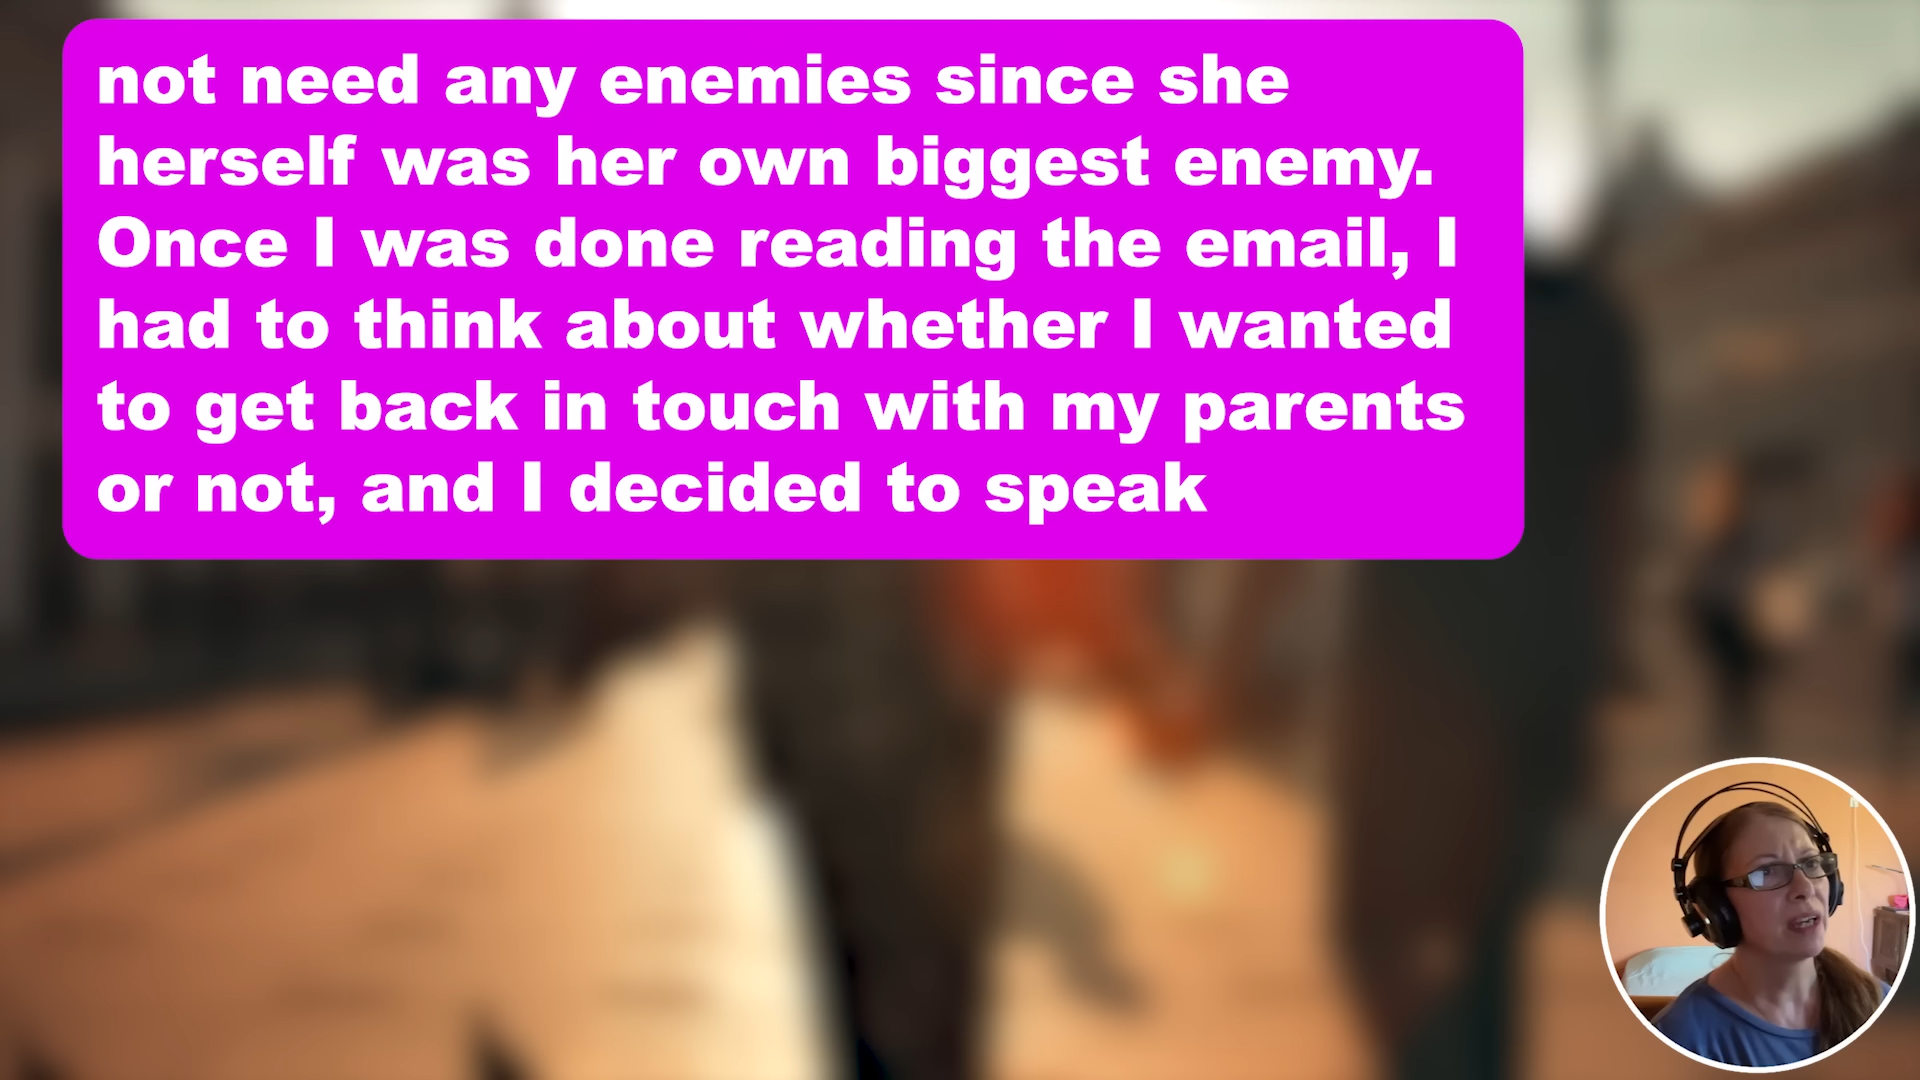 not need any enemies since she
herself was her own biggest enemy.
Once I was done reading the email, I
had to think about whether I wanted
to get back in touch with my parents
or not, and I decided to speak